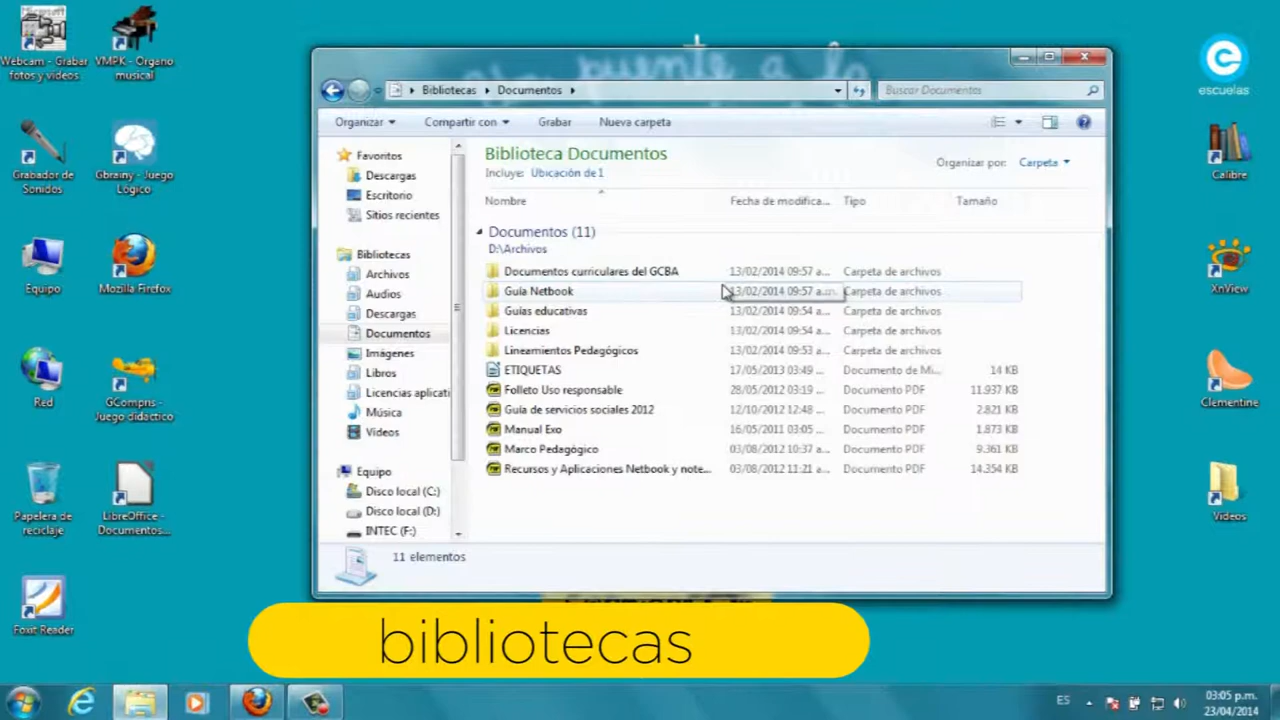 Webcam - Grabar
fotos y videos
VMPK - Organo
musical
Grabador de
Sonidos
Gbrainy - Juego
Lógico
Equipo
Mozilla Firefox
Red
GCompris -
Juego didáctico
Papelera de
reciclaje
LibreOffice -
Documentos...
Foxit Reader
puente a lo
Bibliotecas
Documentos
Buscar Documentos
Organizar
Compartir con
Grabar
Nueva carpeta
Favoritos
Descargas
Escritorio
Sitios recientes
Bibliotecas
Archivos
Audios
Descargas
Documentos
Imágenes
Libros
Licencias aplicati
Música
Videos
Equipo
Disco local (C:)
Disco local (D:)
INTEC (F:)
Biblioteca Documentos
Incluye: Ubicación de 1
Organizar por: Carpeta
Nombre Fecha de modifica... Tipo Tamaño
Documentos (11)
D:\Archivos
Documentos curriculares del GCBA 13/02/2014 09:57 a... Carpeta de archivos
Guía Netbook 13/02/2014 09:57 a.m. Carpeta de archivos
Guías educativas 13/02/2014 09:54 a... Carpeta de archivos
Licencias 13/02/2014 09:54 a... Carpeta de archivos
Lineamientos Pedagógicos 13/02/2014 09:53 a... Carpeta de archivos
ETIQUETAS 17/05/2013 03:49 ... Documento de Mi... 14 KB
Folleto Uso responsable 28/05/2012 03:19 ... Documento PDF 11.937 KB
Guía de servicios sociales 2012 12/10/2012 12:48 ... Documento PDF 2.821 KB
Manual Exo 16/05/2011 03:05 ... Documento PDF 1.873 KB
Marco Pedagógico 03/08/2012 10:37 ... Documento PDF 9.361 KB
Recursos y Aplicaciones Netbook y note... 03/08/2012 11:21 a... Documento PDF 14.354 KB
11 elementos
e
escuelas
Calibre
XnView
Clementine
Videos
bibliotecas
ES
03:05 p.m.
23/04/2014